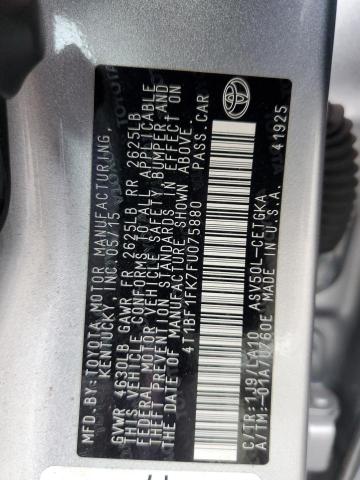 MFD.BY:TOYOTA MOTOR MANUFACTURING,
KENTUCKY, INC. 05/15
GVWR 4630LB GAWR FR 2625LB RR 2625LB
THIS VEHICLE CONFORMS TO ALL APPLICABLE
FEDERAL MOTOR VEHICLE SAFETY, BUMPER, AND
THEFT PREVENTION STANDARDS IN EFFECT ON
THE DATE OF MANUFACTURE SHOWN ABOVE.
4T1BF1FK7FU075880 PASS.CAR
C/TR:1J9/LA10 ASV50L-CETGKA
A/TM:-01A/U760E MADE IN U.S.A.
41925